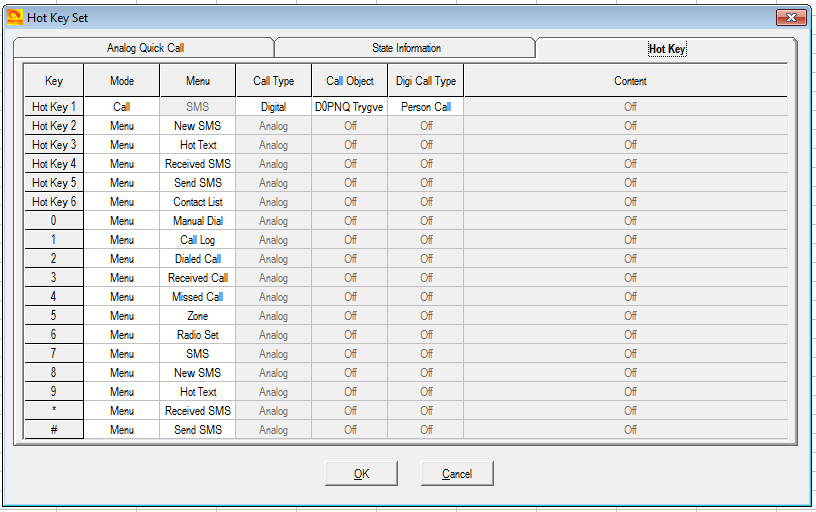 Hot Key Set
Analog Quick Call State Information Hot Key
Key Mode Menu Call Type Call Object Digi Call Type Content
Hot Key 1 Call SMS Digital D0PNQ Trygve Person Call Off
Hot Key 2 Menu New SMS Analog Off Off Off
Hot Key 3 Menu Hot Text Analog Off Off Off
Hot Key 4 Menu Received SMS Analog Off Off Off
Hot Key 5 Menu Send SMS Analog Off Off Off
Hot Key 6 Menu Contact List Analog Off Off Off
0 Menu Manual Dial Analog Off Off Off
1 Menu Call Log Analog Off Off Off
2 Menu Dialed Call Analog Off Off Off
3 Menu Received Call Analog Off Off Off
4 Menu Missed Call Analog Off Off Off
5 Menu Zone Analog Off Off Off
6 Menu Radio Set Analog Off Off Off
7 Menu SMS Analog Off Off Off
8 Menu New SMS Analog Off Off Off
9 Menu Hot Text Analog Off Off Off
* Menu Received SMS Analog Off Off Off
# Menu Send SMS Analog Off Off Off
OK Cancel